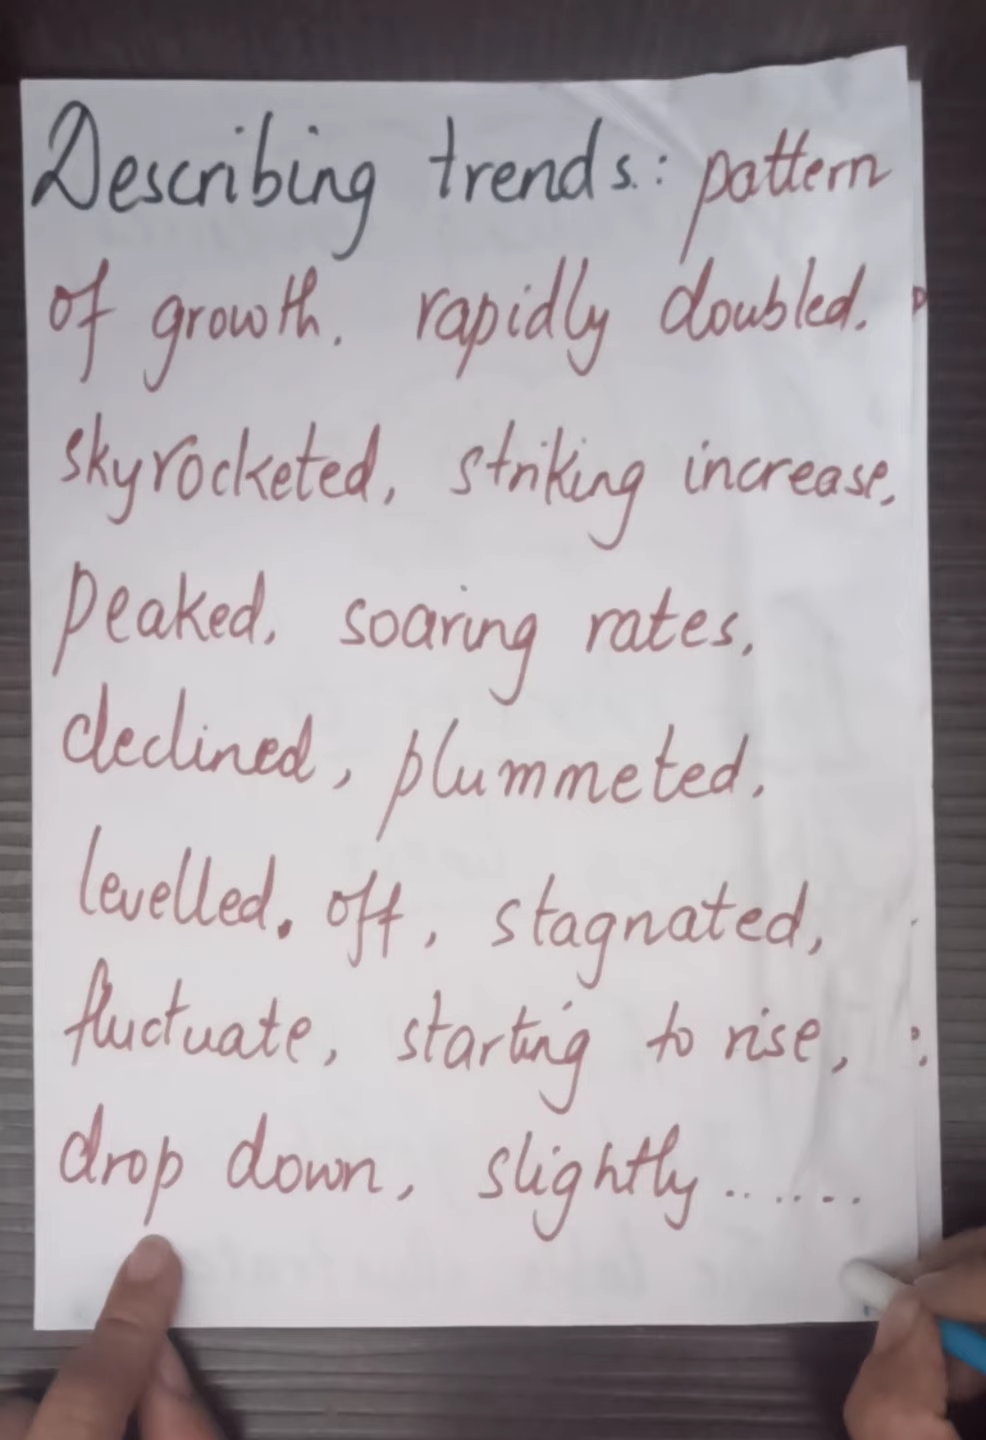 Describing trends.: pattern
of growth. rapidly doubled.
skyrocketed, striking increase,
peaked, soaring rates,
declined, plummeted.
levelled. off, stagnated,
fluctuate, starting to rise,
drop down, slightly......